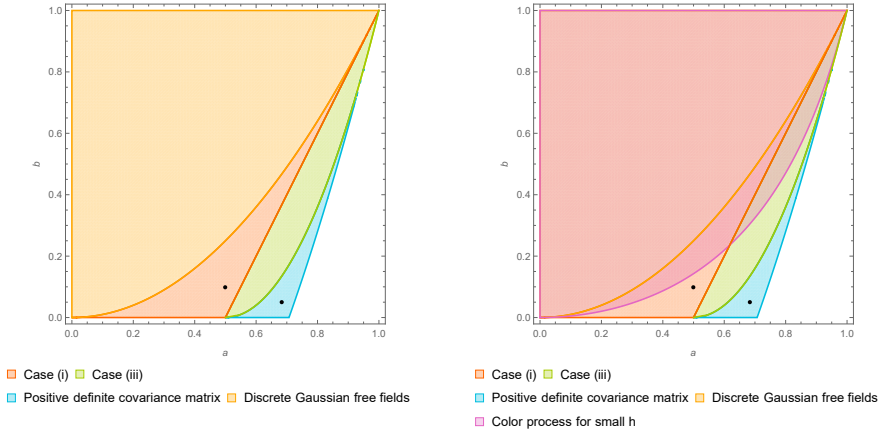 1.0
0.8
0.6
0.4
0.2
0.0
b
0.0 0.2 0.4 0.6 0.8 1.0
a
Case (i) Case (iii)
Positive definite covariance matrix Discrete Gaussian free fields
1.0
0.8
0.6
0.4
0.2
0.0
b
0.0 0.2 0.4 0.6 0.8 1.0
a
Case (i) Case (iii)
Positive definite covariance matrix Discrete Gaussian free fields
Color process for small h